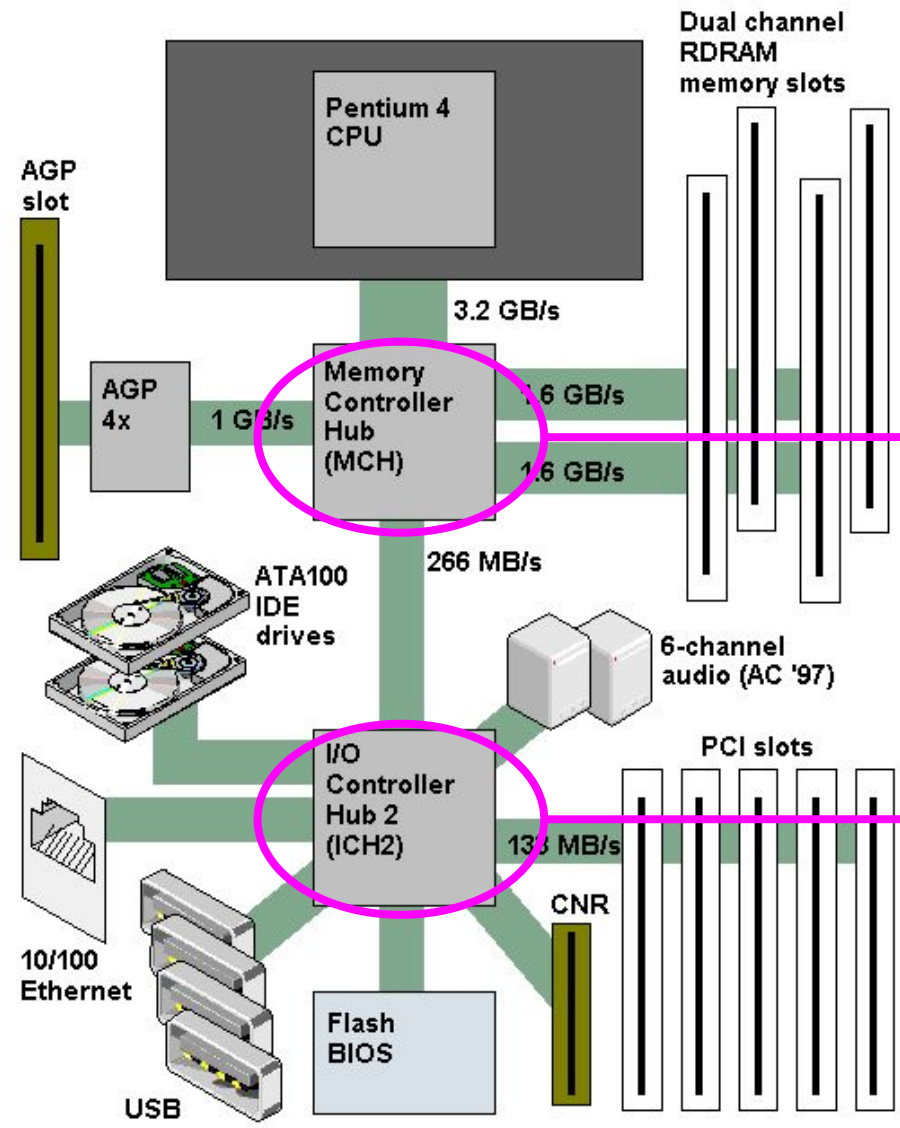 Dual channel
RDRAM
memory slots
Pentium 4
CPU
AGP
slot
3.2 GB/s
Memory
Controller
Hub
(MCH)
AGP
4x
1 GB/s
1.6 GB/s
1.6 GB/s
266 MB/s
ATA100
IDE
drives
6-channel
audio (AC '97)
I/O
Controller
Hub 2
(ICH2)
PCI slots
133 MB/s
CNR
10/100
Ethernet
Flash
BIOS
USB